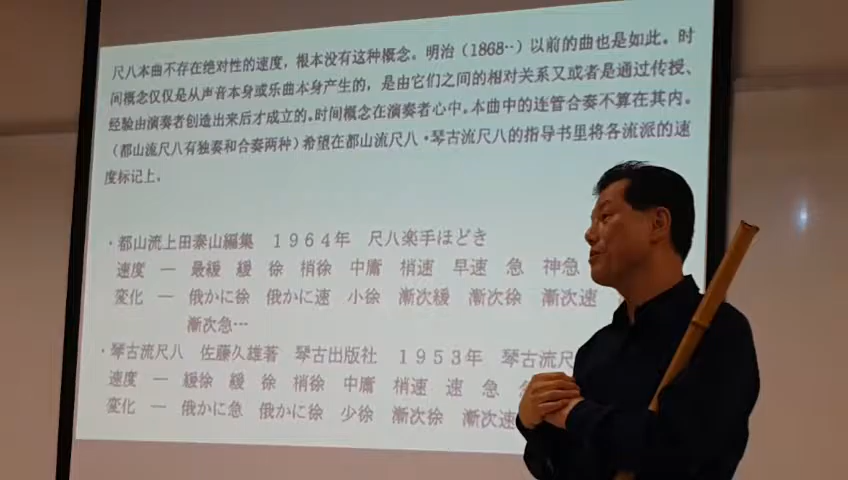 尺八本曲不存在绝对性的速度，根本没有这种概念。明治（1868··）以前的曲也是如此。时
间概念仅仅是从声音本身或乐曲本身产生的，是由它们之间的相对关系又或者是通过传授、
经验由演奏者创造出来后才成立的。时间概念在演奏者心中。本曲中的连管合奏不算在其内。
（都山流尺八有独奏和合奏两种）希望在都山流尺八・琴古流尺八的指导书里将各流派的速
度标记上。
・都山流上田泰山編集　１９６４年　尺八楽手ほどき
速度　―　最緩　緩　徐　梢徐　中庸　梢速　早速　急　神急
変化　―　俄かに徐　俄かに速　小徐　漸次緩　漸次徐　漸次速
漸次急…
・琴古流尺八　佐藤久雄著　琴古出版社　１９５３年　琴古流尺
速度　―　緩徐　緩　徐　梢徐　中庸　梢速　速　急
変化　―　俄かに急　俄かに徐　少徐　漸次徐　漸次速